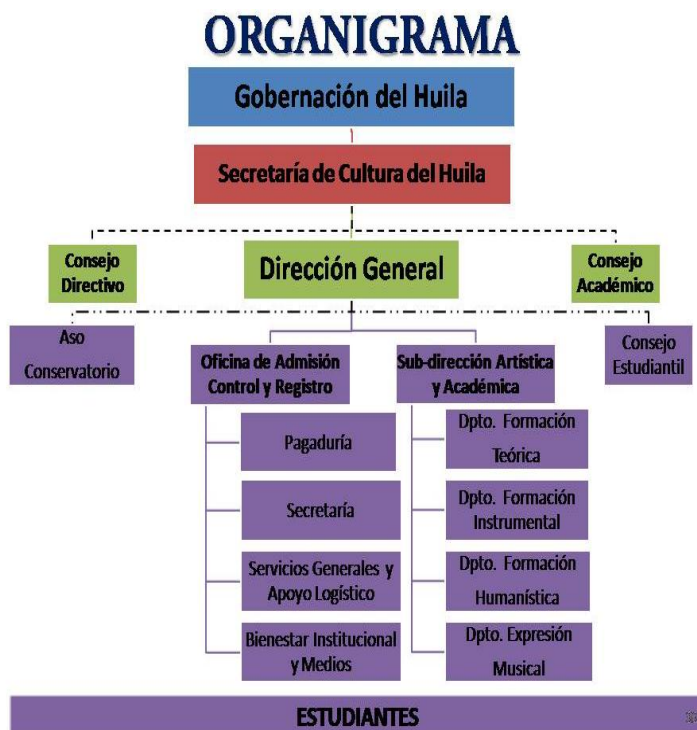 ORGANIGRAMA
Gobernación del Huila
Secretaría de Cultura del Huila
Consejo
Directivo
Dirección General
Consejo
Académico
Aso
Conservatorio
Consejo
Estudiantil
Oficina de Admisión
Control y Registro
Sub-dirección Artística
y Académica
Pagaduría
Dpto. Formación
Teórica
Secretaría
Dpto. Formación
Instrumental
Servicios Generales y
Apoyo Logístico
Dpto. Formación
Humanística
Bienestar Institucional
y Medios
Dpto. Expresión
Musical
ESTUDIANTES